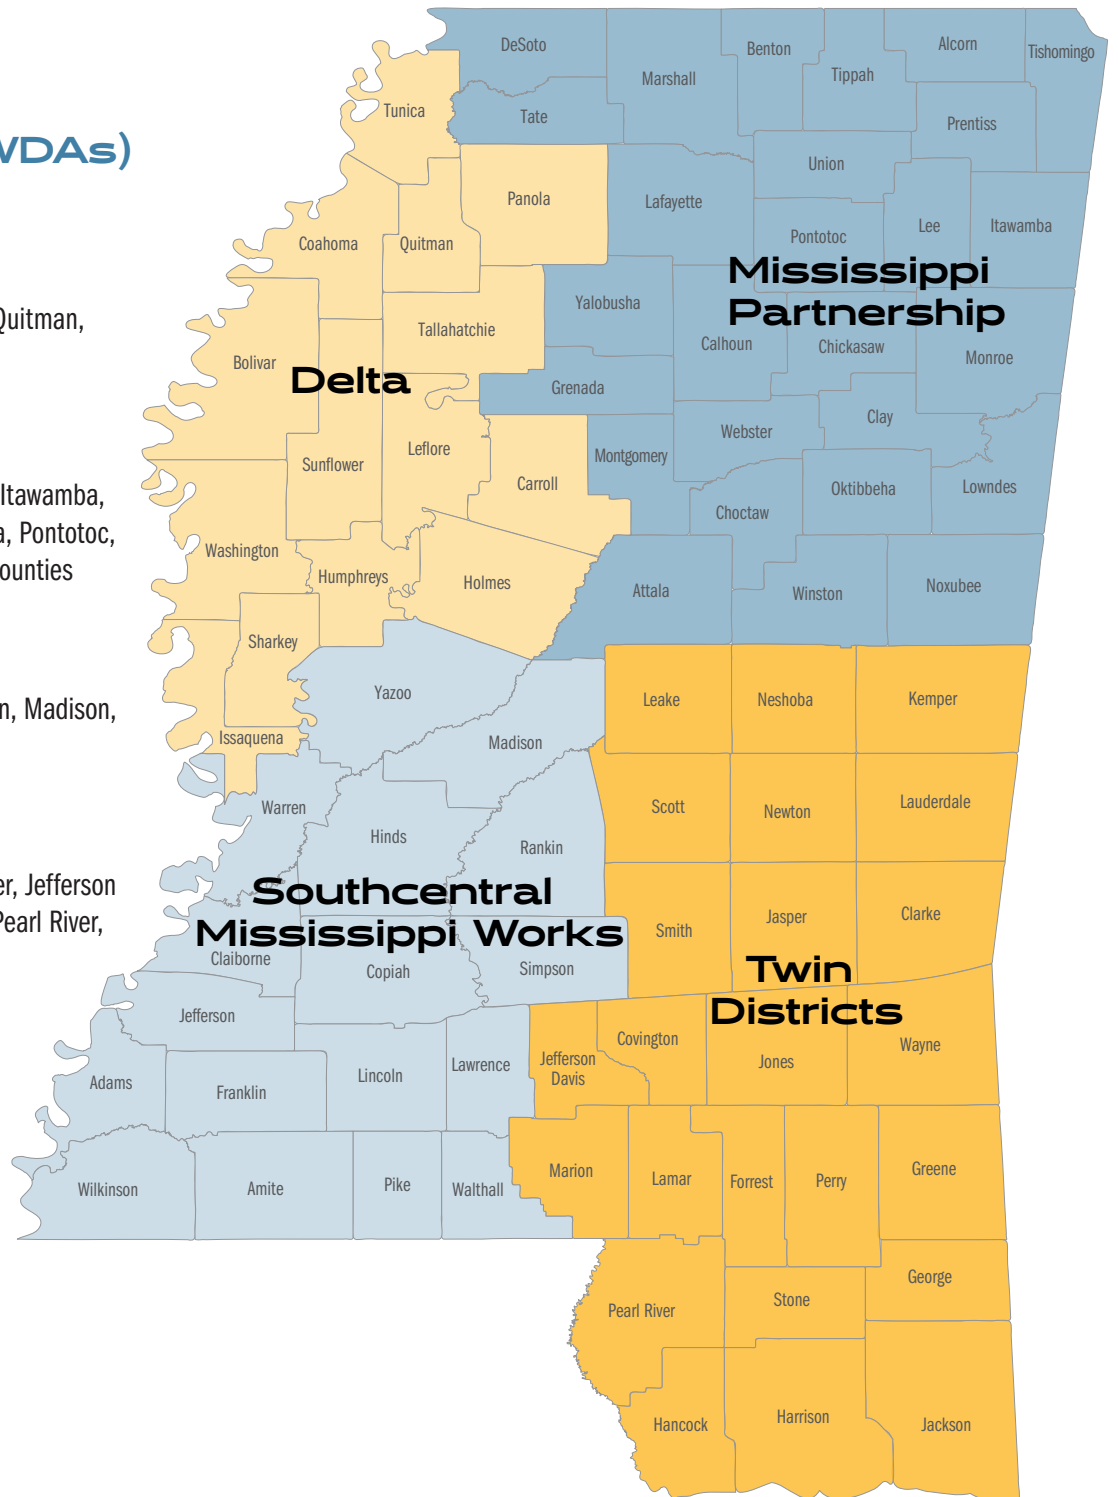 WDAs)
Quitman,
Itawamba,
a, Pontotoc,
ounties
n, Madison,
er, Jefferson
Pearl River,
DeSoto
Marshall
Benton
Tippah
Alcorn
Tishomingo
Tunica
Tate
Prentiss
Union
Panola
Lafayette
Pontotoc
Lee
Itawamba
Coahoma
Quitman
Mississippi
Partnership
Yalobusha
Tallahatchie
Calhoun
Chickasaw
Monroe
Bolivar
Delta
Grenada
Clay
Webster
Leflore
Montgomery
Sunflower
Carroll
Oktibbeha
Lowndes
Choctaw
Washington
Humphreys
Holmes
Attala
Winston
Noxubee
Sharkey
Yazoo
Leake
Neshoba
Kemper
Issaquena
Madison
Warren
Scott
Newton
Lauderdale
Hinds
Rankin
Southcentral
Mississippi Works
Smith
Jasper
Clarke
Claiborne
Copiah
Simpson
Twin
Districts
Jefferson
Covington
Jones
Wayne
Adams
Franklin
Lincoln
Lawrence
Jefferson
Davis
Wilkinson
Amite
Pike
Walthall
Marion
Lamar
Forrest
Perry
Greene
George
Stone
Pearl River
Hancock
Harrison
Jackson